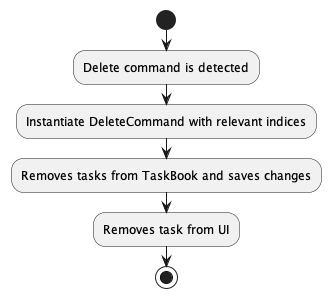 Delete command is detected
Instantiate DeleteCommand with relevant indices
Removes tasks from TaskBook and saves changes
Removes task from UI